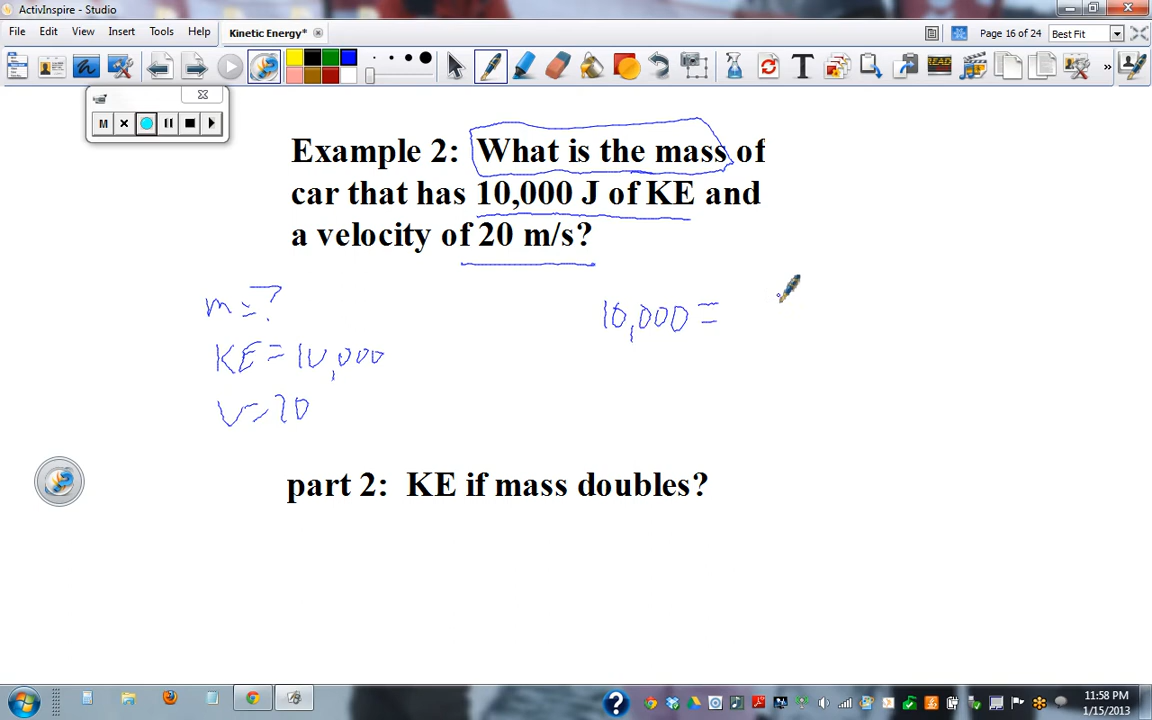 ActivInspire - Studio
File Edit View Insert Tools Help Kinetic Energy* Page 16 of 24 Best Fit
M
Example 2: What is the mass of
car that has 10,000 J of KE and
a velocity of 20 m/s?
m=?
10,000=
KE=10,000
V=20
part 2: KE if mass doubles?
11:58 PM
1/15/2013